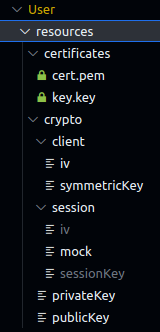 User
resources
certificates
cert.pem
key.key
crypto
client
iv
symmetricKey
session
iv
mock
sessionKey
privateKey
publicKey